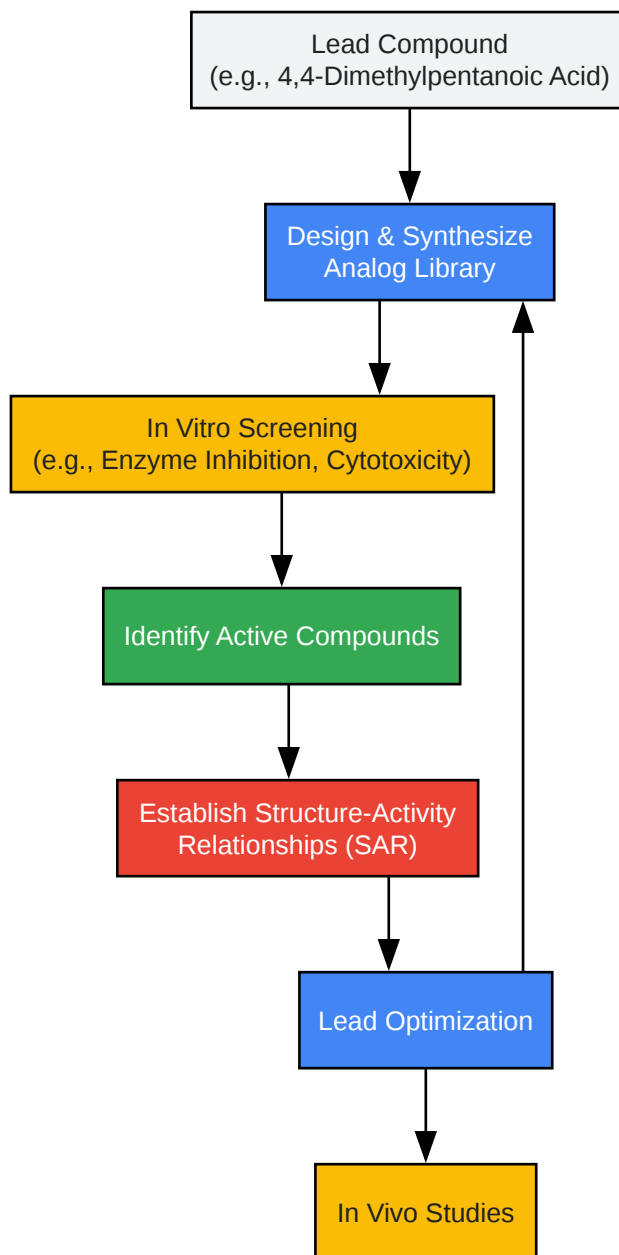 Lead Compound
(e.g., 4,4-Dimethylpentanoic Acid)
Design & Synthesize
Analog Library
In Vitro Screening
(e.g., Enzyme Inhibition, Cytotoxicity)
Identify Active Compounds
Establish Structure-Activity
Relationships (SAR)
Lead Optimization
In Vivo Studies